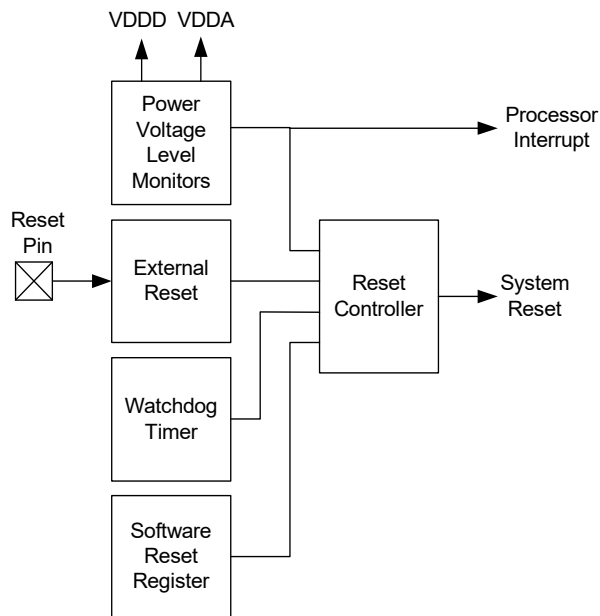 VDDD VDDA
Power
Voltage
Level
Monitors
Processor
Interrupt
Reset
Pin
External
Reset
Reset
Controller
System
Reset
Watchdog
Timer
Software
Reset
Register